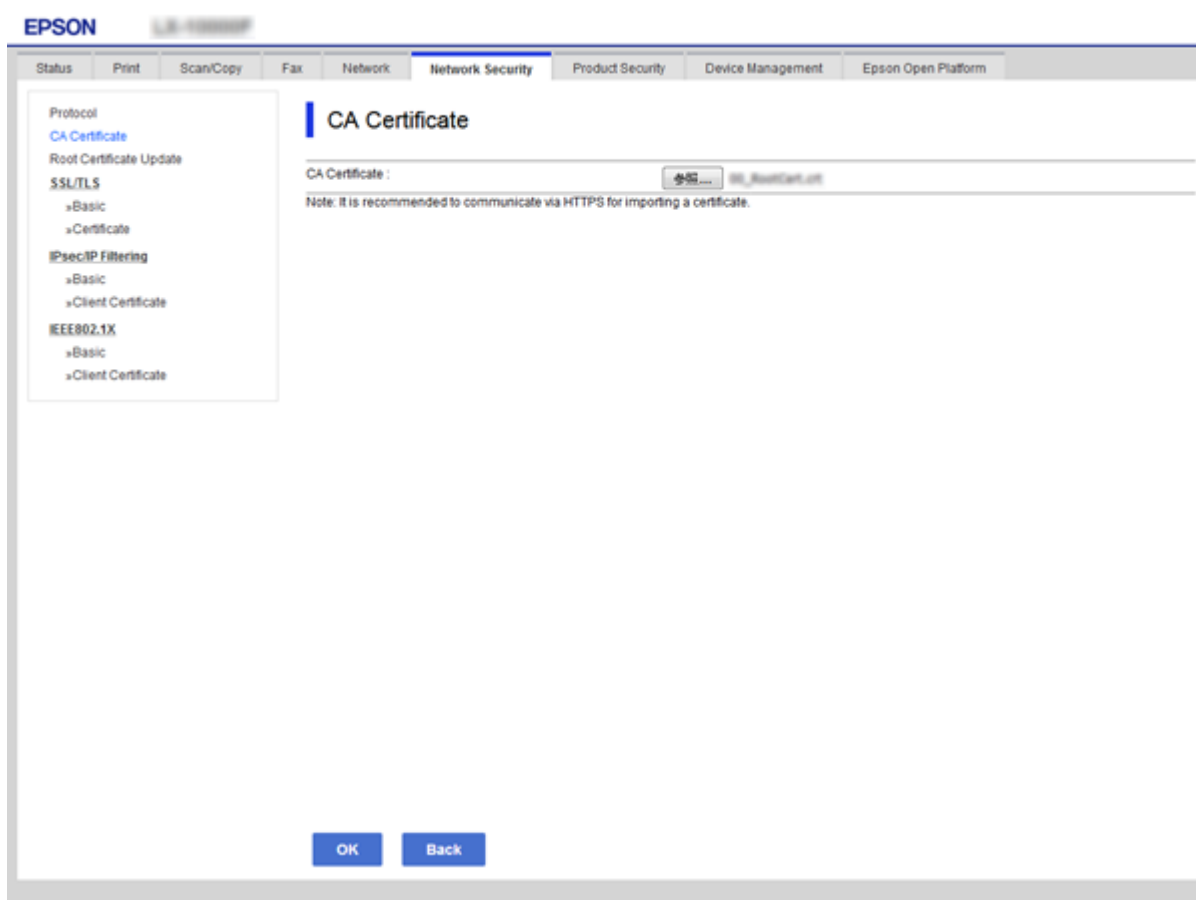 EPSON
Status Print Scan/Copy Fax Network Network Security Product Security Device Management Epson Open Platform
Protocol
CA Certificate
Root Certificate Update
SSL/TLS
»Basic
»Certificate
IPsec/IP Filtering
»Basic
»Client Certificate
IEEE802.1X
»Basic
»Client Certificate
CA Certificate
CA Certificate :
参照....
Note: It is recommended to communicate via HTTPS for importing a certificate.
OK Back